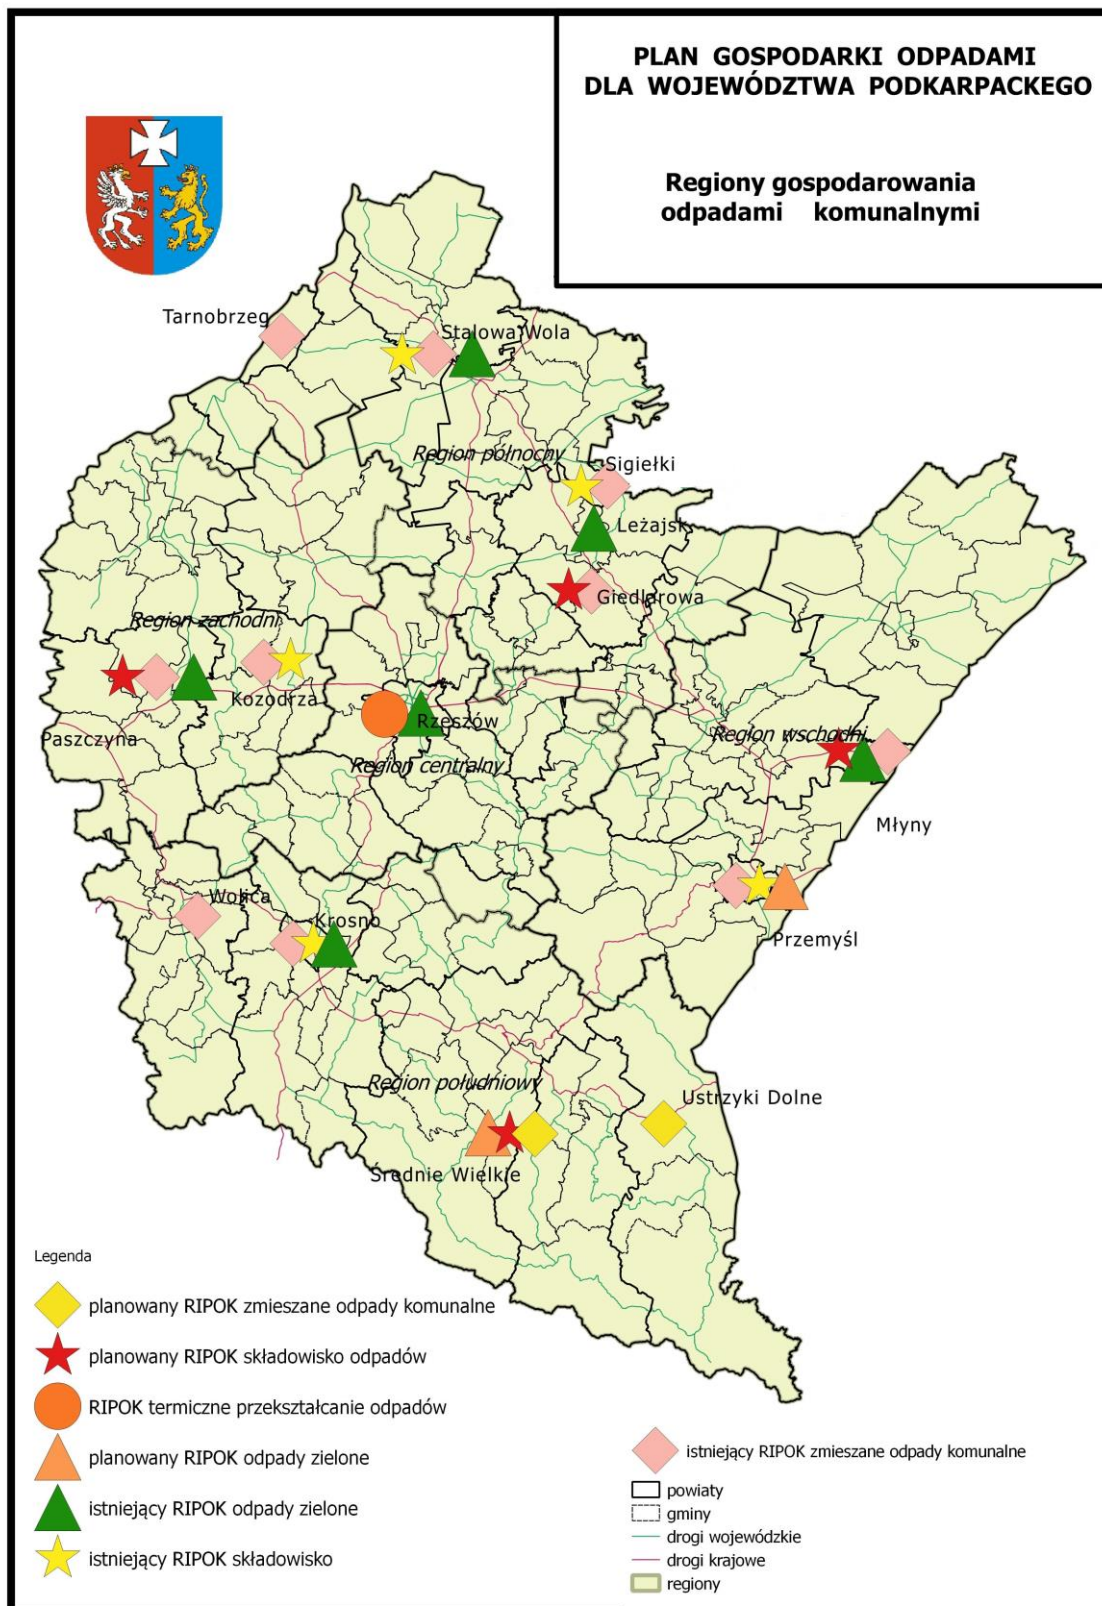 PLAN GOSPODARKI ODPADAMI
DLA WOJEWÓDZTWA PODKARPACKEGO
Regiony gospodarowania
odpadami komunalnymi
Tarnobrzeg
Stalowa Wola
Region północny
Sigiełki
Leżajsk
Giedlarowa
Region zachodni
Kozodrza
Paszczyna
Rzeszów
Region centralny
Region wschodni
Młyny
Wolica
Krosno
Przemyśl
Region południowy
Ustrzyki Dolne
Średnie Wielkie
Legenda
planowany RIPOK zmieszane odpady komunalne
planowany RIPOK składowisko odpadów
RIPOK termiczne przekształcanie odpadów
planowany RIPOK odpady zielone
istniejący RIPOK odpady zielone
istniejący RIPOK składowisko
istniejący RIPOK zmieszane odpady komunalne
powiaty
gminy
drogi wojewódzkie
drogi krajowe
regiony